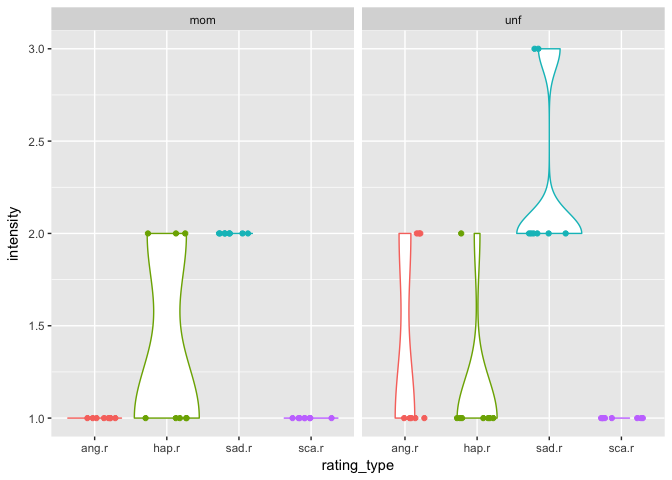 mom
unf
3.0
2.5
2.0
1.5
1.0
intensity
ang.r
hap.r
sad.r
sca.r
ang.r
hap.r
sad.r
sca.r
rating_type